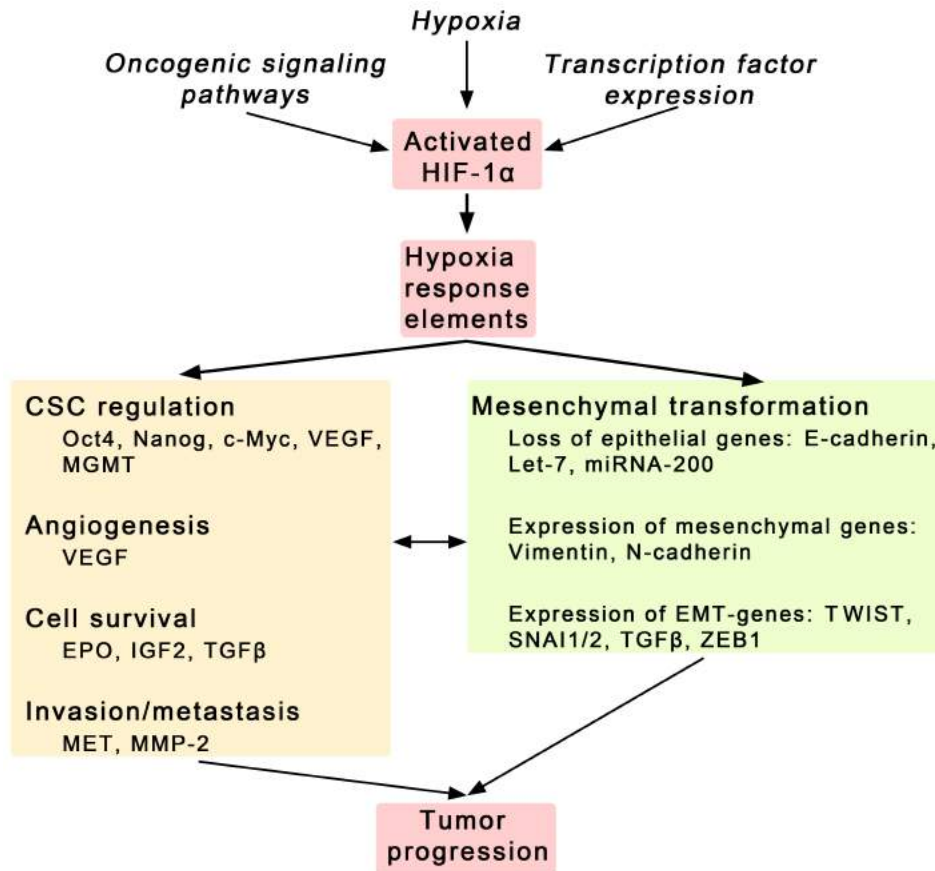 Hypoxia
Oncogenic signaling
pathways
Transcription factor
expression
Activated
HIF-1α
Hypoxia
response
elements
CSC regulation
Oct4, Nanog, c-Myc, VEGF,
MGMT
Angiogenesis
VEGF
Cell survival
EPO, IGF2, TGFβ
Invasion/metastasis
MET, MMP-2
Mesenchymal transformation
Loss of epithelial genes: E-cadherin,
Let-7, miRNA-200
Expression of mesenchymal genes:
Vimentin, N-cadherin
Expression of EMT-genes: TWIST,
SNAI1/2, TGFβ, ZEB1
Tumor
progression